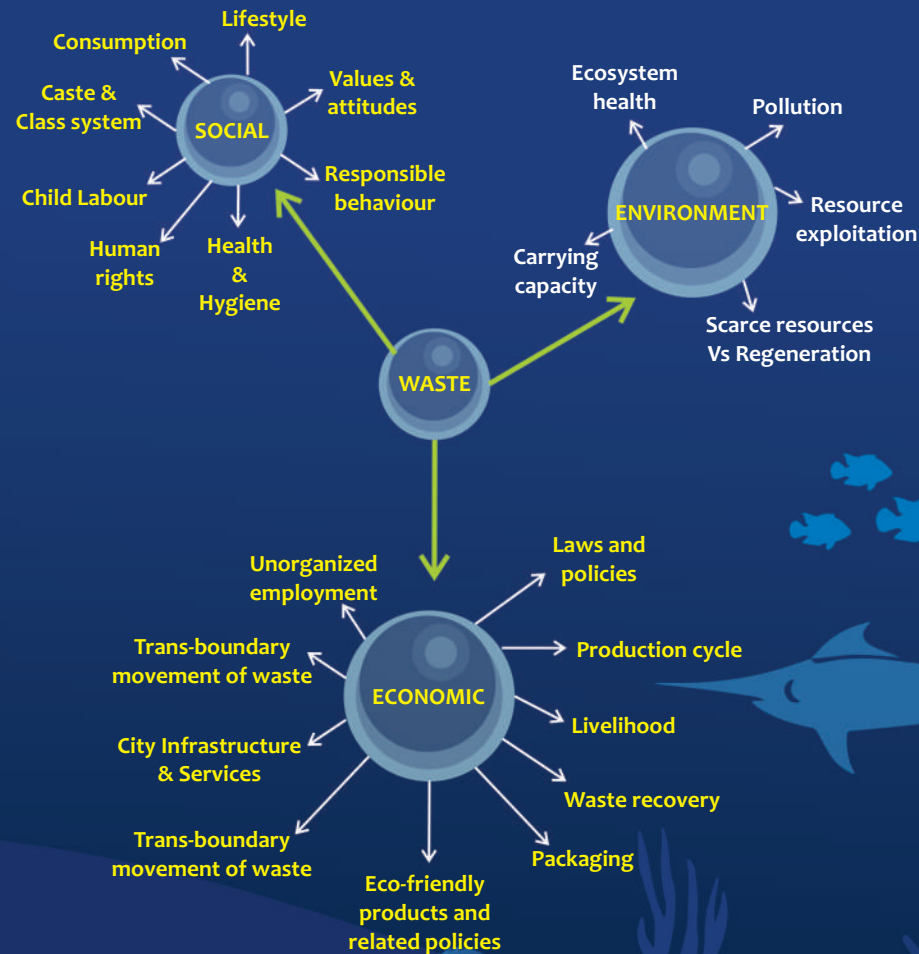 Lifestyle
Consumption
Values &
attitudes
Caste &
Class system
SOCIAL
Responsible
behaviour
Child Labour
Human
rights
Health
&
Hygiene
Ecosystem
health
Pollution
ENVIRONMENT
Resource
exploitation
Carrying
capacity
Scarce resources
Vs Regeneration
WASTE
Unorganized
employment
Laws and
policies
Trans-boundary
movement of waste
Production cycle
ECONOMIC
Livelihood
City Infrastructure
& Services
Waste recovery
Trans-boundary
movement of waste
Packaging
Eco-friendly
products and
related policies